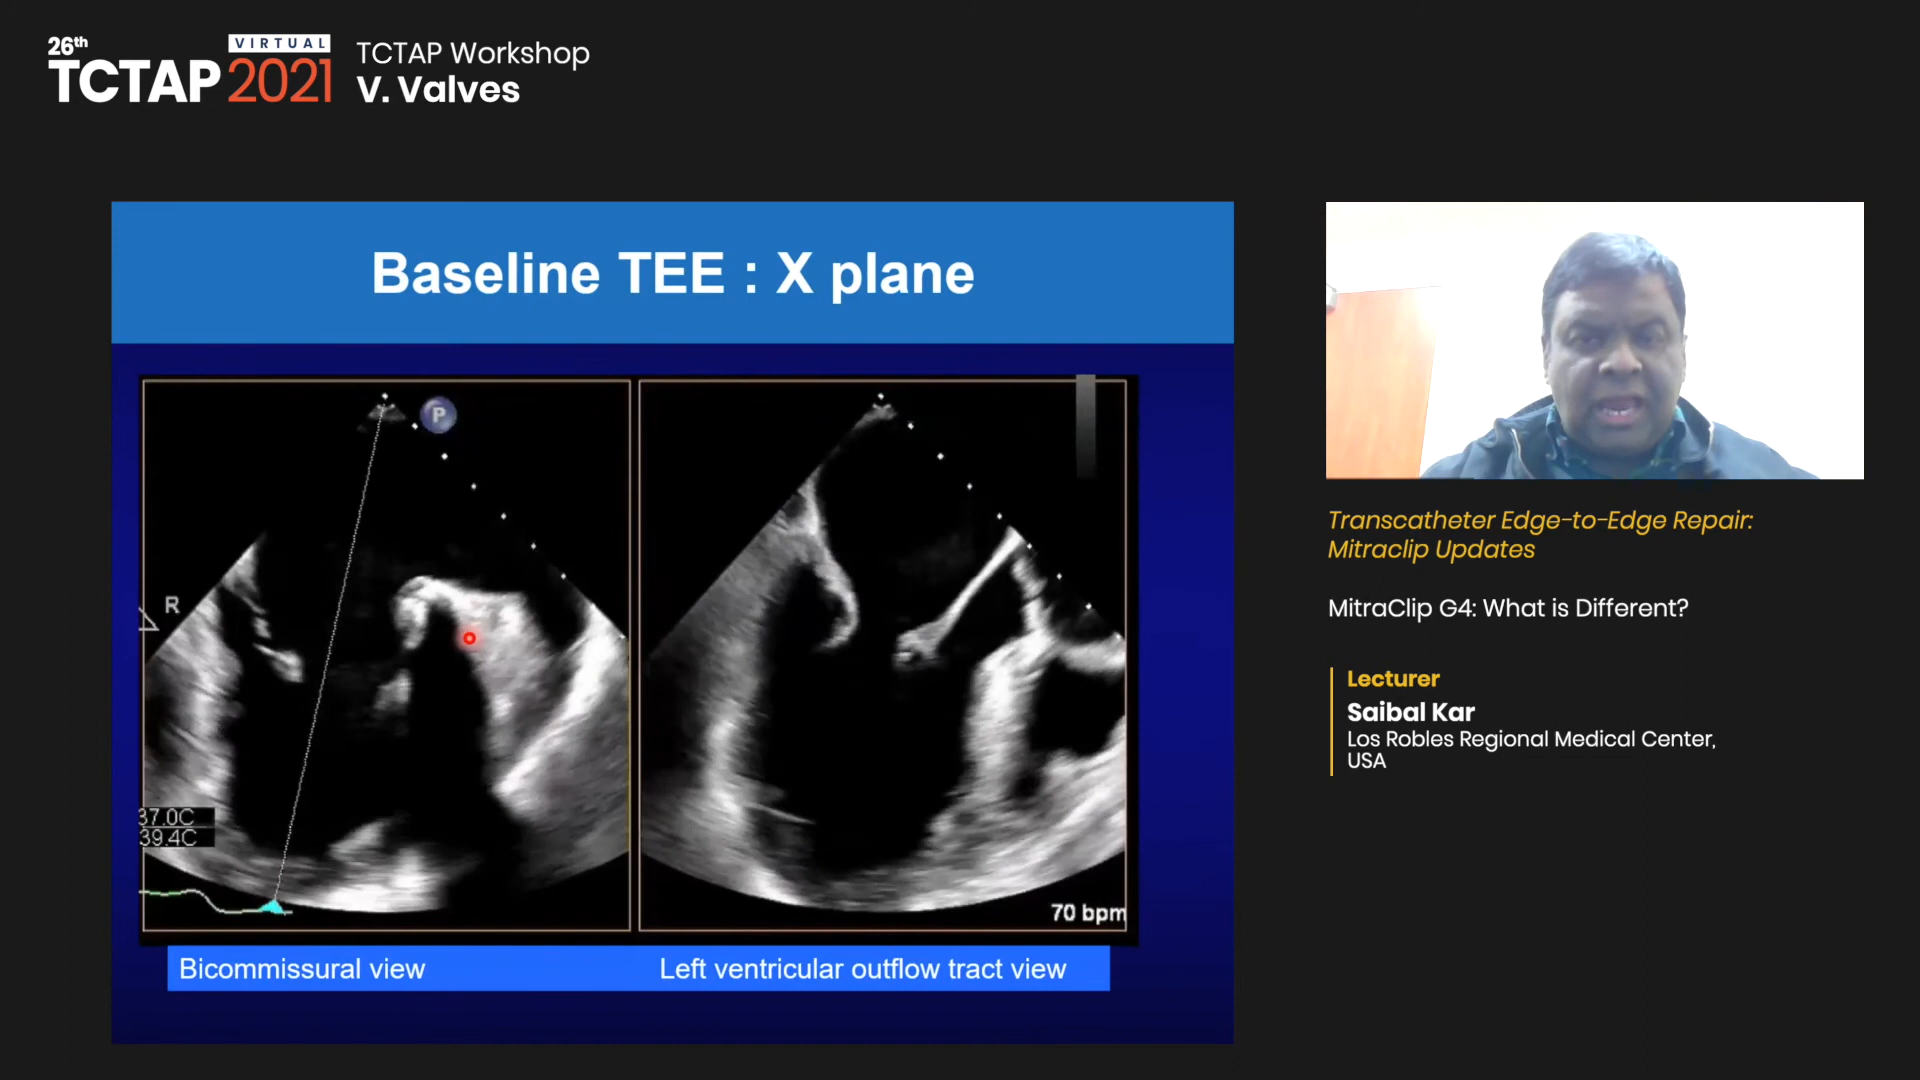 26th
VIRTUAL
TCTAP 2021
TCTAP Workshop
V. Valves
Baseline TEE : X plane
P
R
37.0C
39.4C
70 bpm
Bicommissural view
Left ventricular outflow tract view
Transcatheter Edge-to-Edge Repair:
Mitraclip Updates
MitraClip G4: What is Different?
Lecturer
Saibal Kar
Los Robles Regional Medical Center,
USA